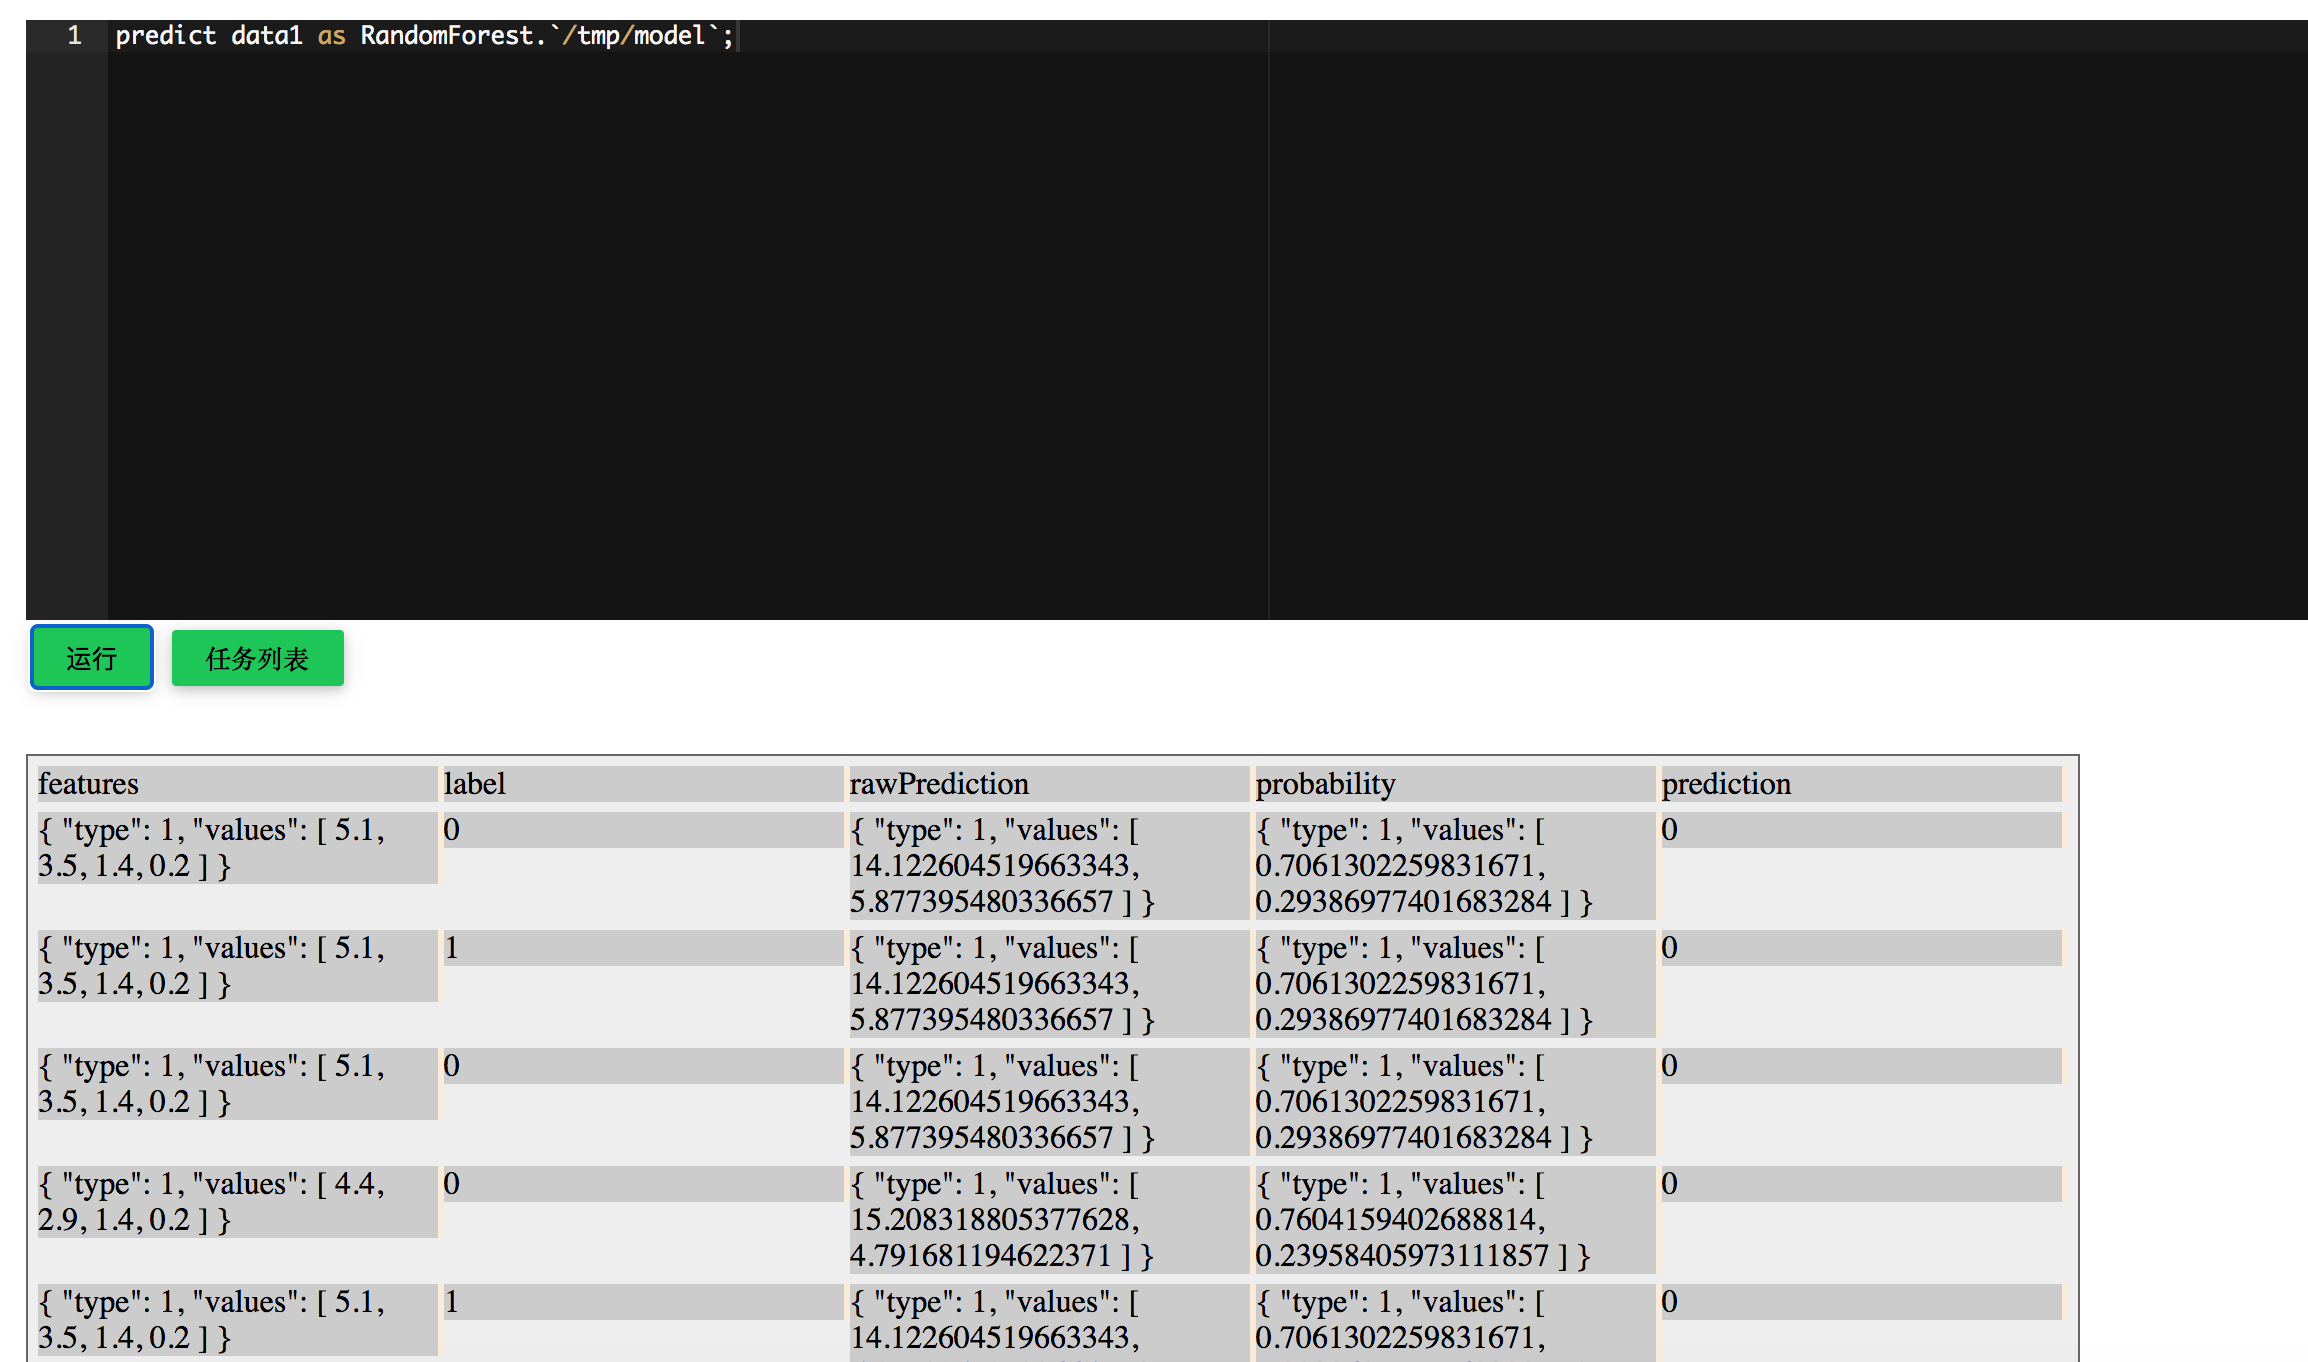 1 predict data1 as RandomForest.`/tmp/model`;
运行 任务列表
features label rawPrediction probability prediction
{ "type": 1, "values": [ 5.1, 0 { "type": 1, "values": [ { "type": 1, "values": [ 0
3.5, 1.4, 0.2 ] } 14.122604519663343, 0.7061302259831671,
5.877395480336657 ] } 0.29386977401683284 ] }
{ "type": 1, "values": [ 5.1, 1 { "type": 1, "values": [ { "type": 1, "values": [ 0
3.5, 1.4, 0.2 ] } 14.122604519663343, 0.7061302259831671,
5.877395480336657 ] } 0.29386977401683284 ] }
{ "type": 1, "values": [ 5.1, 0 { "type": 1, "values": [ { "type": 1, "values": [ 0
3.5, 1.4, 0.2 ] } 14.122604519663343, 0.7061302259831671,
5.877395480336657 ] } 0.29386977401683284 ] }
{ "type": 1, "values": [ 4.4, 0 { "type": 1, "values": [ { "type": 1, "values": [ 0
2.9, 1.4, 0.2 ] } 15.208318805377628, 0.7604159402688814,
4.791681194622371 ] } 0.23958405973111857 ] }
{ "type": 1, "values": [ 5.1, 1 { "type": 1, "values": [ { "type": 1, "values": [ 0
3.5, 1.4, 0.2 ] } 14.122604519663343, 0.7061302259831671,